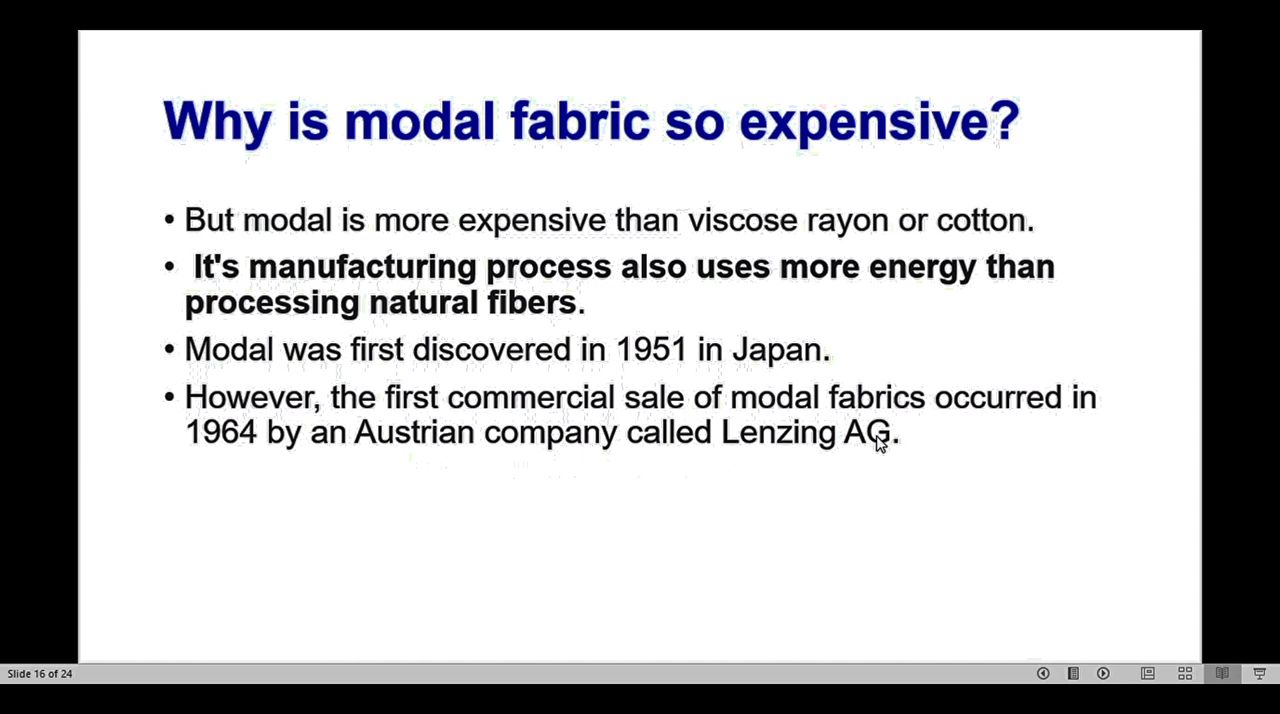 Why is modal fabric so expensive?
• But modal is more expensive than viscose rayon or cotton.
• It's manufacturing process also uses more energy than
processing natural fibers.
• Modal was first discovered in 1951 in Japan.
• However, the first commercial sale of modal fabrics occurred in
1964 by an Austrian company called Lenzing AG.
Slide 16 of 24